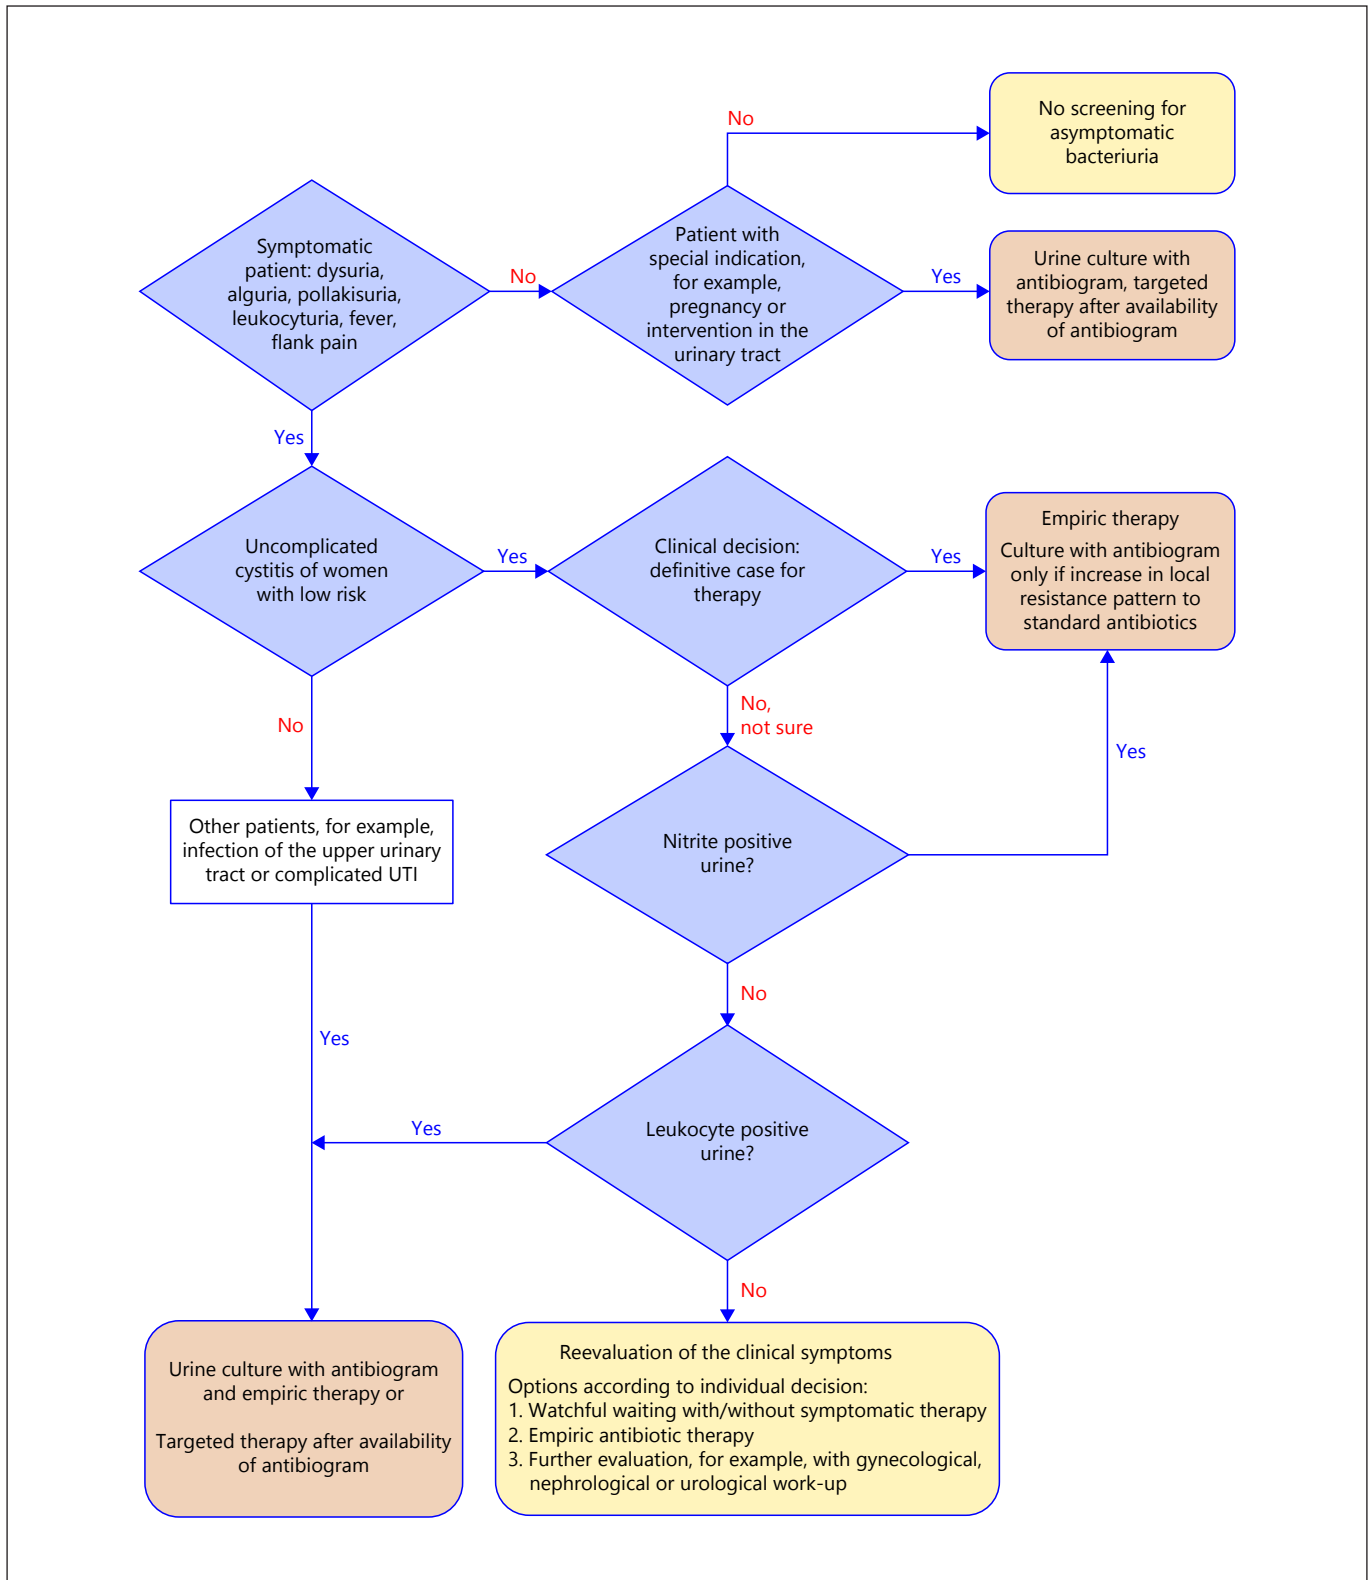 No
No screening for
asymptomatic
bacteriuria
Symptomatic
patient: dysuria,
alguria, pollakisuria,
leukocyturia, fever,
flank pain
No
Patient with
special indication,
for example,
pregnancy or
intervention in the
urinary tract
Yes
Urine culture with
antibiogram, targeted
therapy after availability
of antibiogram
Yes
Uncomplicated
cystitis of women
with low risk
Yes
Clinical decision:
definitive case for
therapy
Yes
Empiric therapy
Culture with antibiogram
only if increase in local
resistance pattern to
standard antibiotics
No
No,
not sure
Yes
Other patients, for example,
infection of the upper urinary
tract or complicated UTI
Nitrite positive
urine?
No
Yes
Yes
Leukocyte positive
urine?
No
Urine culture with antibiogram
and empiric therapy or
Targeted therapy after availability
of antibiogram
Reevaluation of the clinical symptoms
Options according to individual decision:
1. Watchful waiting with/without symptomatic therapy
2. Empiric antibiotic therapy
3. Further evaluation, for example, with gynecological,
nephrological or urological work-up